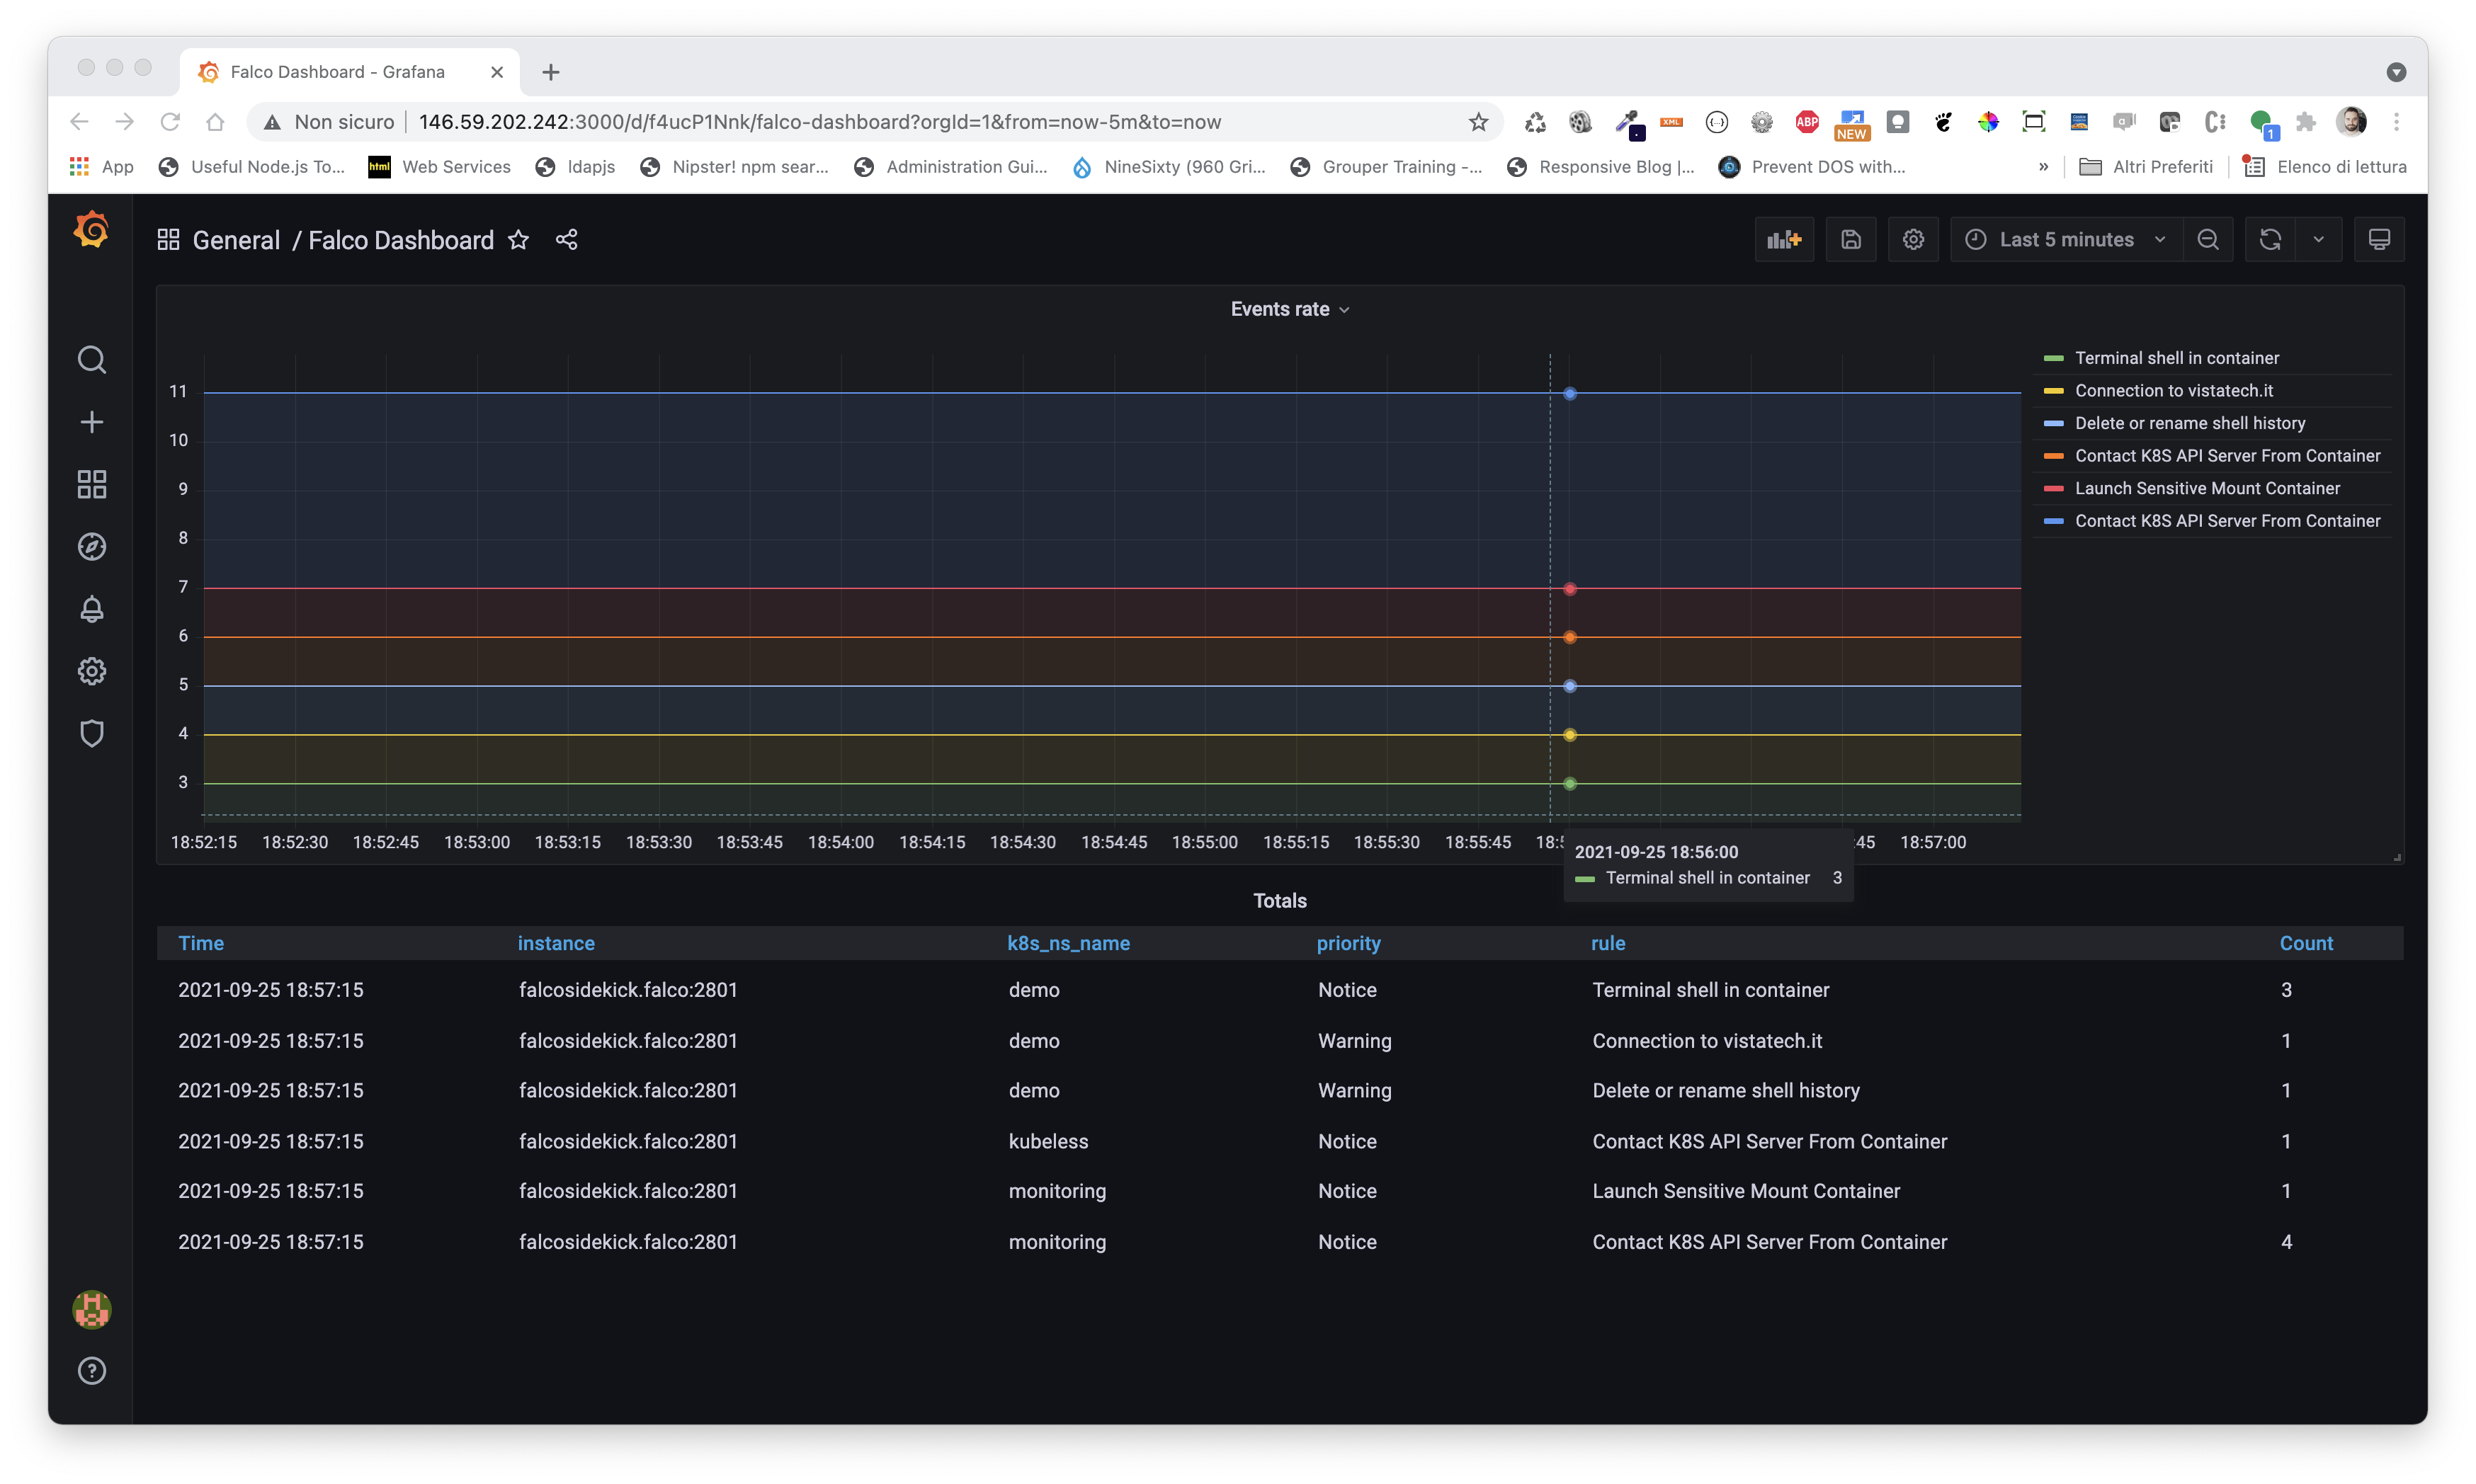 Falco Dashboard - Grafana
Non sicuro 146.59.202.242:3000/d/f4ucP1Nnk/falco-dashboard?orgId=1&from=now-5m&to=now
XML ABP NEW 1
App Useful Node.js To... html Web Services ldapjs Nipster! npm sear... Administration Gui... NineSixty (960 Gri... Grouper Training -... Responsive Blog |... Prevent DOS with... » Altri Preferiti Elenco di lettura
General / Falco Dashboard Last 5 minutes
Events rate
11
10
9
8
7
6
5
4
3
Terminal shell in container
Connection to vistatech.it
Delete or rename shell history
Contact K8S API Server From Container
Launch Sensitive Mount Container
Contact K8S API Server From Container
18:52:15 18:52:30 18:52:45 18:53:00 18:53:15 18:53:30 18:53:45 18:54:00 18:54:15 18:54:30 18:54:45 18:55:00 18:55:15 18:55:30 18:55:45 18:5 :45 18:57:00
2021-09-25 18:56:00
Terminal shell in container 3
Totals
Time instance k8s_ns_name priority rule Count
2021-09-25 18:57:15 falcosidekick.falco:2801 demo Notice Terminal shell in container 3
2021-09-25 18:57:15 falcosidekick.falco:2801 demo Warning Connection to vistatech.it 1
2021-09-25 18:57:15 falcosidekick.falco:2801 demo Warning Delete or rename shell history 1
2021-09-25 18:57:15 falcosidekick.falco:2801 kubeless Notice Contact K8S API Server From Container 1
2021-09-25 18:57:15 falcosidekick.falco:2801 monitoring Notice Launch Sensitive Mount Container 1
2021-09-25 18:57:15 falcosidekick.falco:2801 monitoring Notice Contact K8S API Server From Container 4